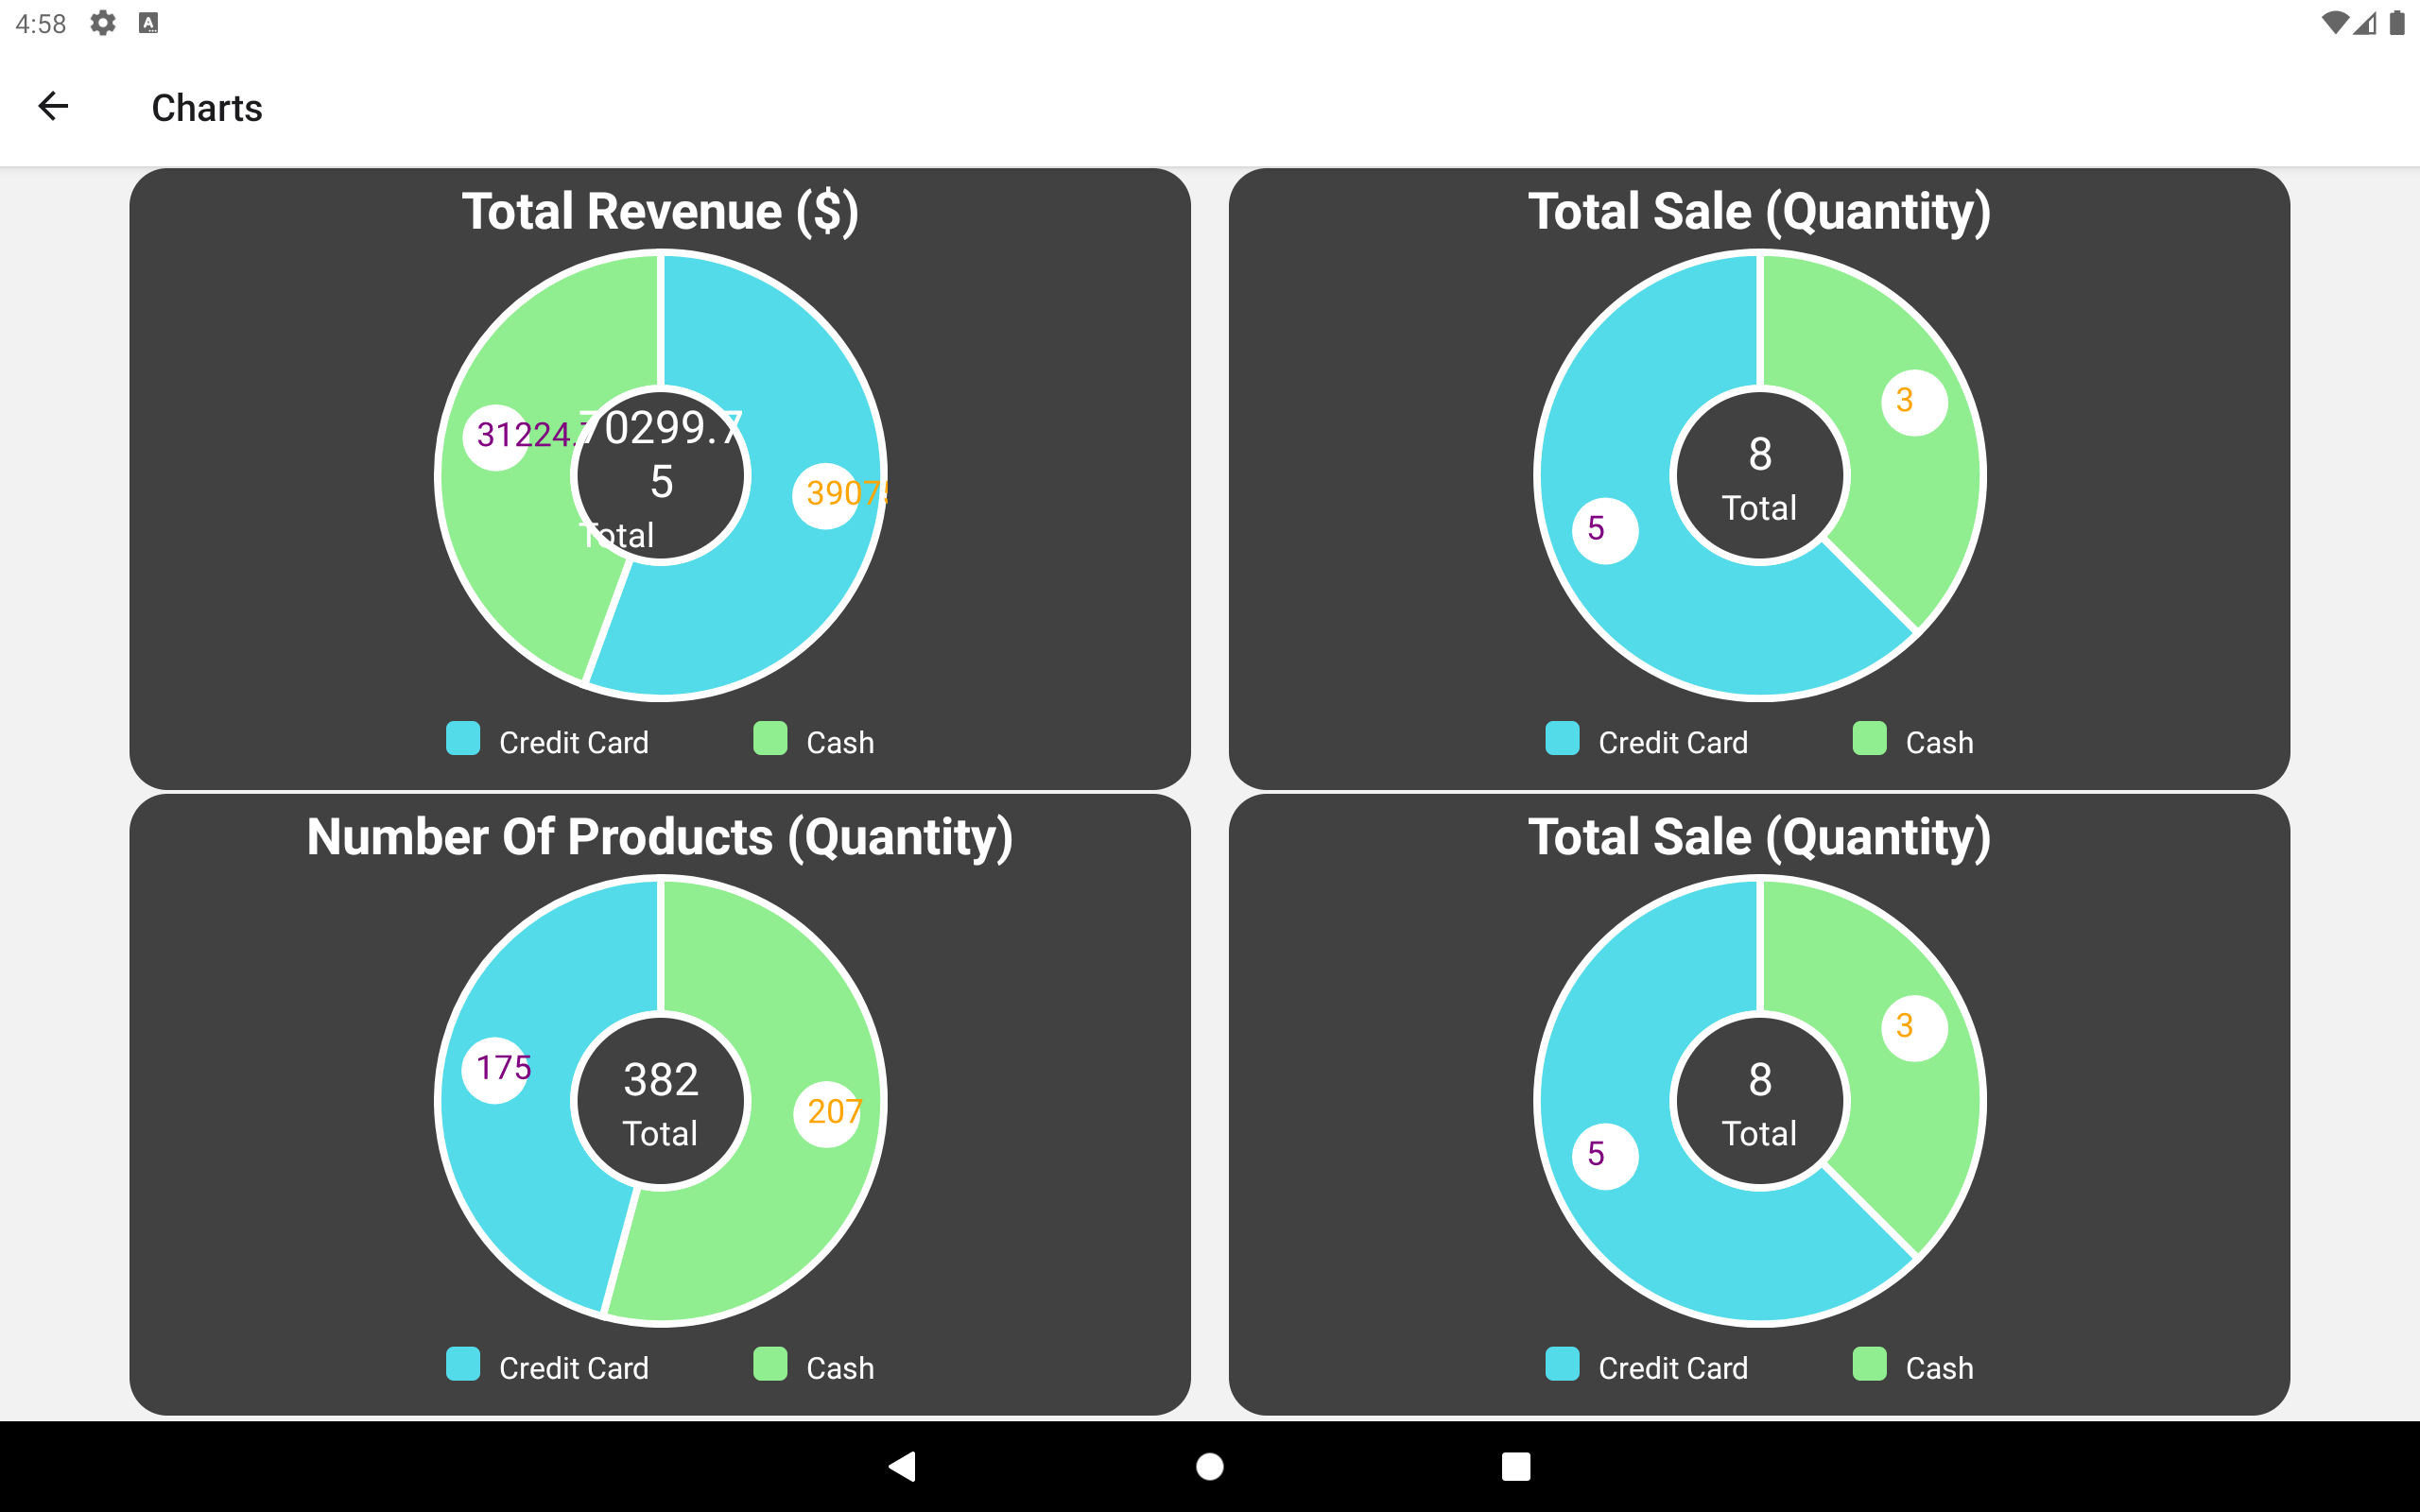 4:58
Charts
Total Revenue ($)
31224.
70299.7
5
Total
3907
Credit Card
Cash
Total Sale (Quantity)
3
8
Total
5
Credit Card
Cash
Number Of Products (Quantity)
175
382
Total
207
Credit Card
Cash
Total Sale (Quantity)
3
8
Total
5
Credit Card
Cash